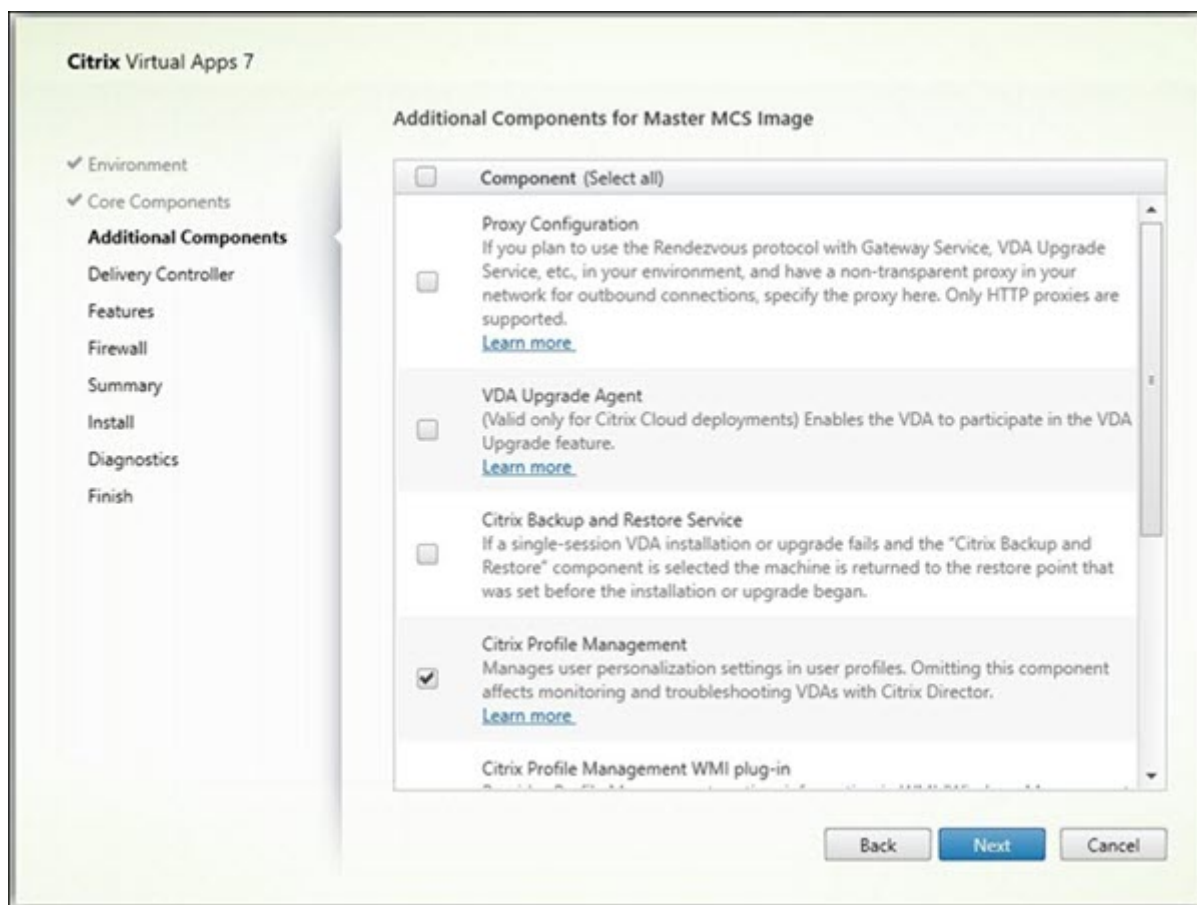 Citrix Virtual Apps 7
Additional Components for Master MCS Image
Environment
Core Components
Additional Components
Delivery Controller
Features
Firewall
Summary
Install
Diagnostics
Finish
Component (Select all)
Proxy Configuration
If you plan to use the Rendezvous protocol with Gateway Service, VDA Upgrade
Service, etc., in your environment, and have a non-transparent proxy in your
network for outbound connections, specify the proxy here. Only HTTP proxies are
supported.
Learn more
VDA Upgrade Agent
(Valid only for Citrix Cloud deployments) Enables the VDA to participate in the VDA
Upgrade feature.
Learn more
Citrix Backup and Restore Service
If a single-session VDA installation or upgrade fails and the "Citrix Backup and
Restore" component is selected the machine is returned to the restore point that
was set before the installation or upgrade began.
Citrix Profile Management
Manages user personalization settings in user profiles. Omitting this component
affects monitoring and troubleshooting VDAs with Citrix Director.
Learn more
Citrix Profile Management WMI plug-in
Back
Next
Cancel